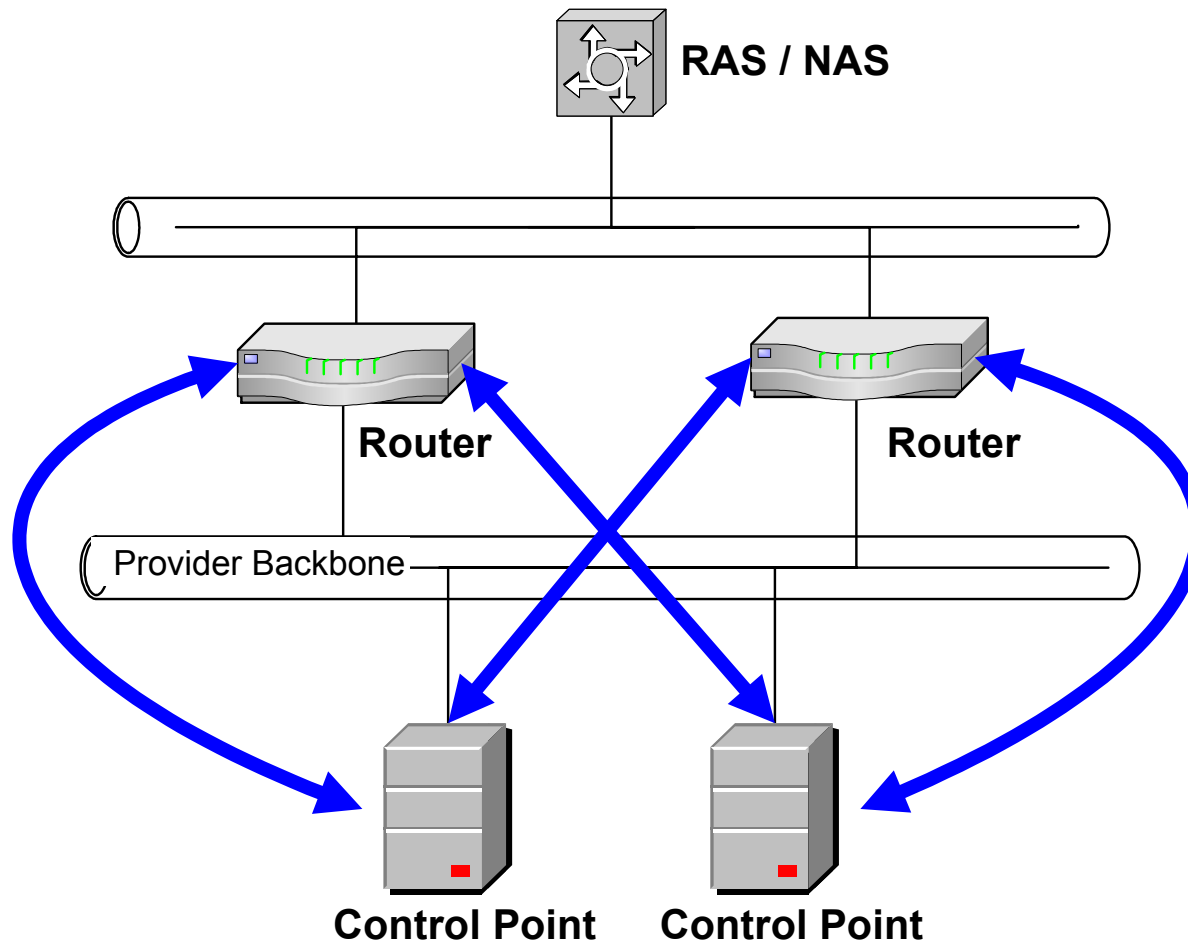 RAS / NAS
Router
Router
Provider Backbone
Control Point
Control Point